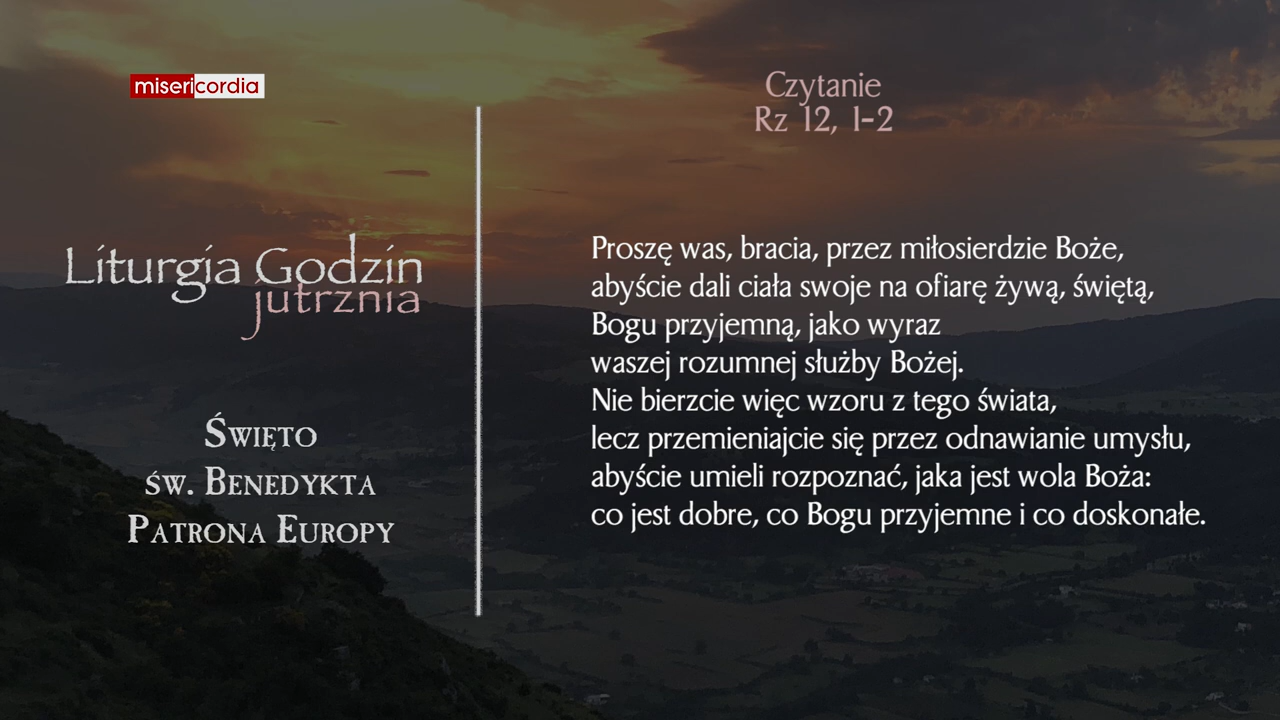 misericordia
Liturgia Godzin
jutrznia
Święto
św. Benedykta
Patrona Europy
Czytanie
Rz 12, 1-2
Proszę was, bracia, przez miłosierdzie Boże,
abyście dali ciała swoje na ofiarę żywą, świętą,
Bogu przyjemną, jako wyraz
waszej rozumnej służby Bożej.
Nie bierzcie więc wzoru z tego świata,
lecz przemieniajcie się przez odnawianie umysłu,
abyście umieli rozpoznać, jaka jest wola Boża:
co jest dobre, co Bogu przyjemne i co doskonałe.